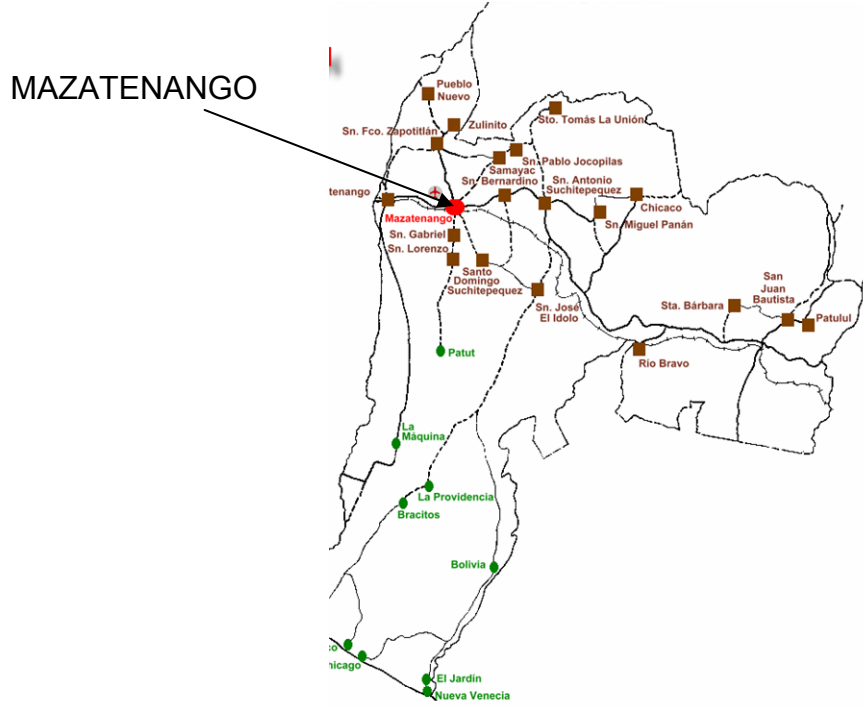 MAZATENANGO
Pueblo
Nuevo
Zulinito
Sto. Tomás La Unión
Sn. Fco. Zapotitlán
Sn. Pablo Jocopilas
Samayac
Sn. Bernardino
Sn. Antonio
Suchitepequez
tenango
Chicaco
Mazatenango
Sn. Miguel Panán
Sn. Gabriel
Sn. Lorenzo
Santo
Domingo
Suchitepequez
San
Juan
Bautista
Sta. Bárbara
Patulul
Sn. José
El Idolo
Río Bravo
Patut
La
Máquina
La Providencia
Bracitos
Bolivia
co
hicago
El Jardín
Nueva Venecia